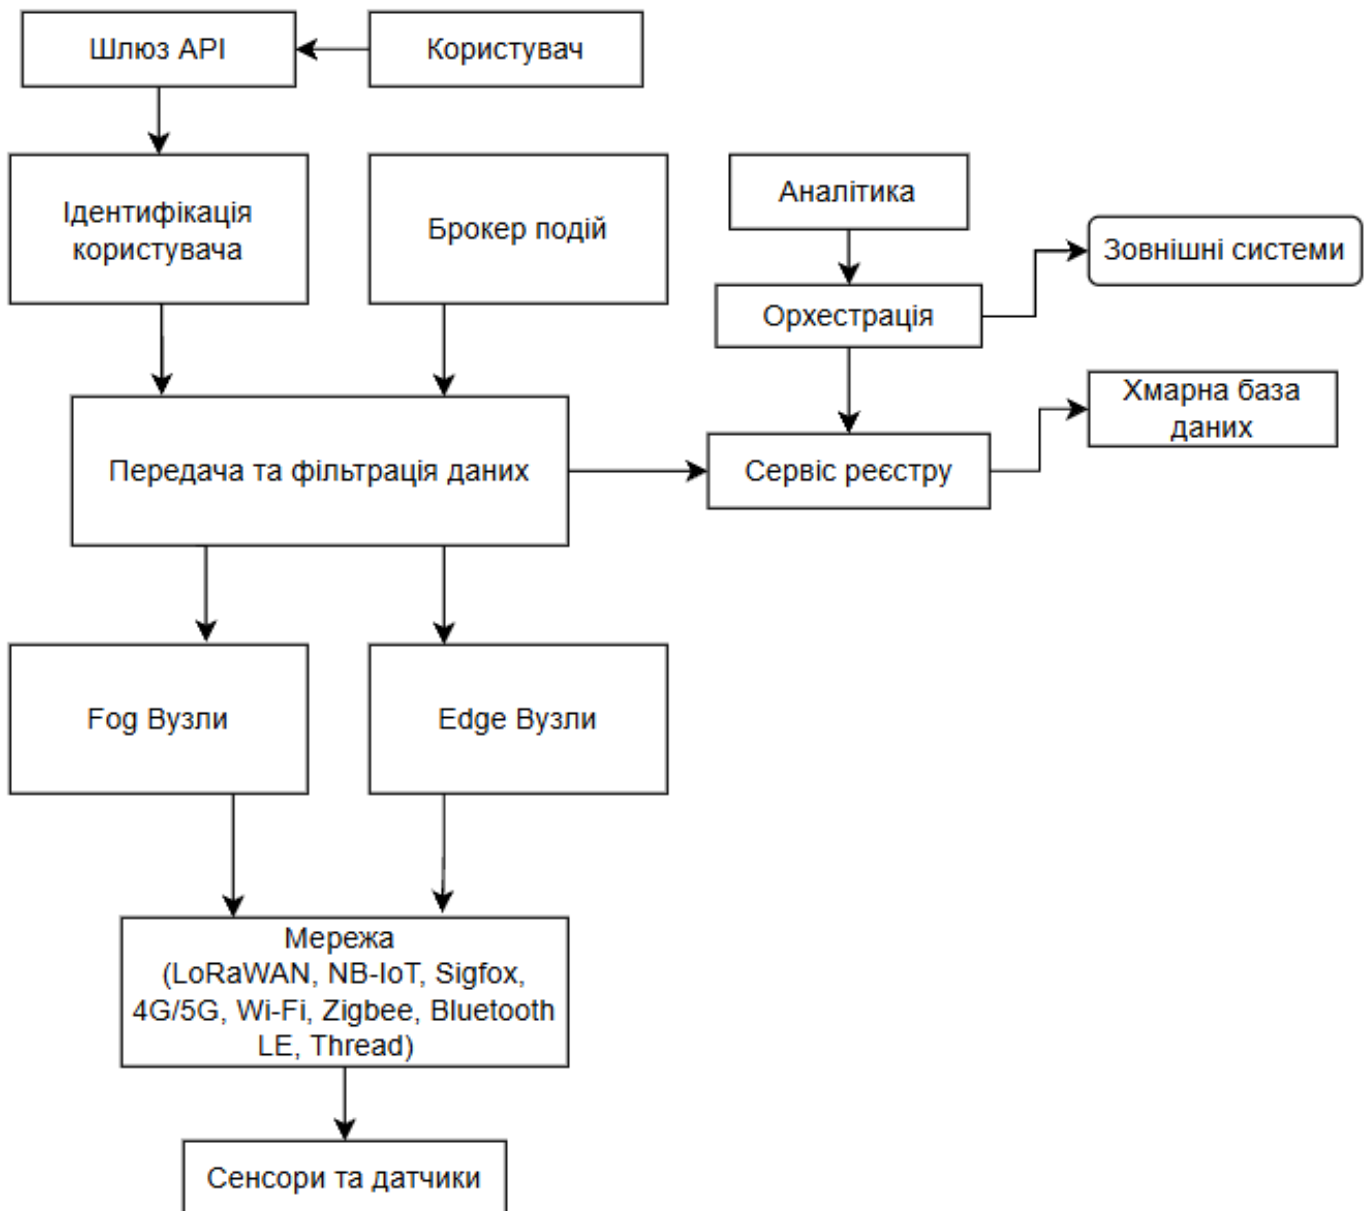 Шлюз API
Користувач
Ідентифікація
користувача
Брокер подій
Аналітика
Зовнішні системи
Орхестрація
Хмарна база
даних
Передача та фільтрація даних
Сервіс реєстру
Fog Вузли
Edge Вузли
Мережа
(LoRaWAN, NB-IoT, Sigfox,
4G/5G, Wi-Fi, Zigbee, Bluetooth
LE, Thread)
Сенсори та датчики